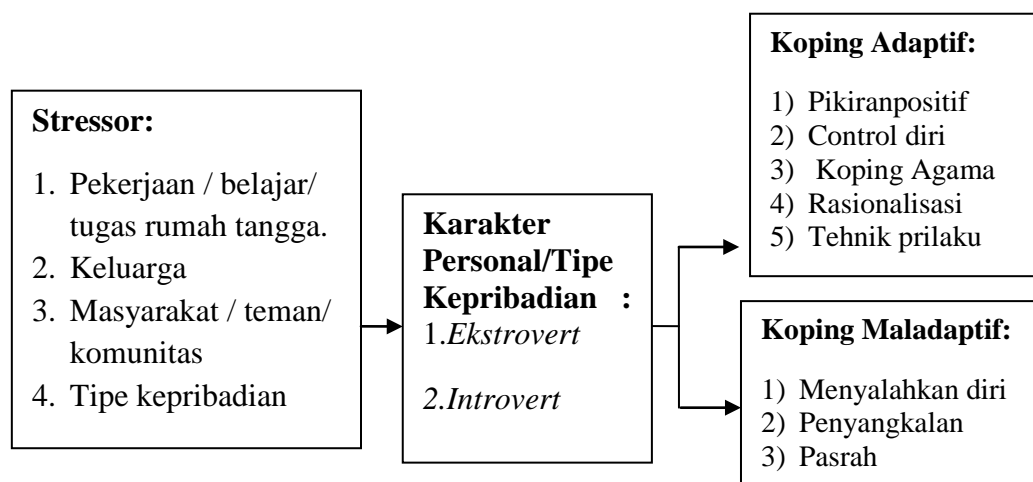 Stressor:
1. Pekerjaan / belajar/
tugas rumah tangga.
2. Keluarga
3. Masyarakat / teman/
komunitas
4. Tipe kepribadian
Karakter
Personal/Tipe
Kepribadian :
1.Ekstrovert
2.Introvert
Koping Adaptif:
1) Pikiranpositif
2) Control diri
3) Koping Agama
4) Rasionalisasi
5) Tehnik prilaku
Koping Maladaptif:
1) Menyalahkan diri
2) Penyangkalan
3) Pasrah